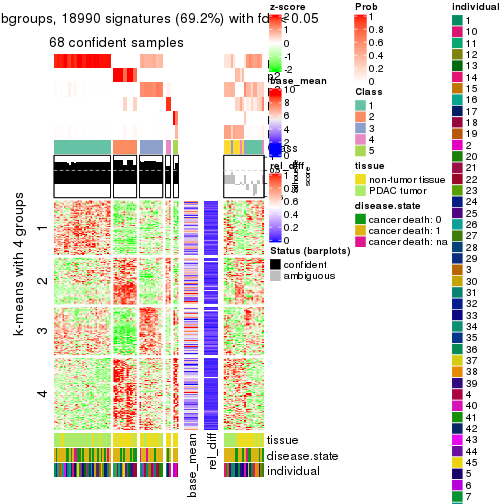 bgroups, 18990 signatures (69.2%) with fd 0.05
68 confident samples
1
2
3
4
k-means with 4 groups
base_mean
rel_diff
tissue
disease.state
individual
z-score
2
1
0
-1
-2
base_mean
10
8
6
4
2
0
rel_diff
1
0.8
0.6
0.4
0.2
0
Silhouette
score
Status (barplots)
confident
ambiguous
Prob
1
0.8
0.6
0.4
0.2
0
Class
1
2
3
4
5
tissue
non-tumor tissue
PDAC tumor
disease.state
cancer death: 0
cancer death: 1
cancer death: na
individual
1
10
11
12
13
14
15
16
17
18
19
2
20
21
22
23
24
25
26
27
28
29
3
30
31
32
33
34
35
36
37
38
39
4
40
41
42
43
44
45
5
6
7